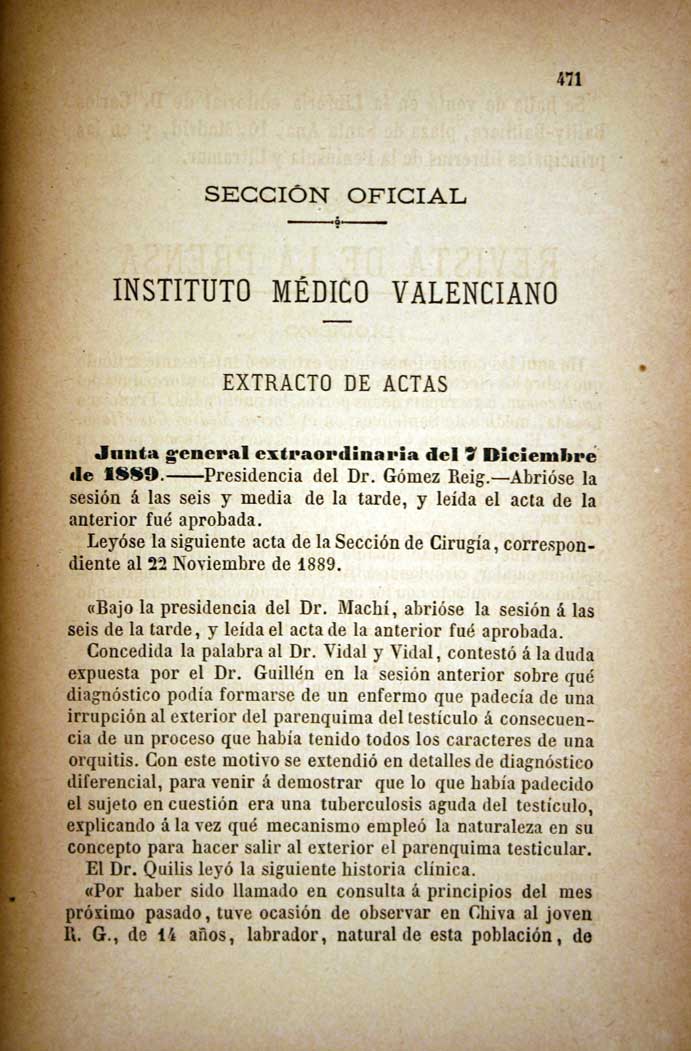 471
SECCIÓN OFICIAL
INSTITUTO MÉDICO VALENCIANO
EXTRACTO DE ACTAS
Junta general extraordinaria del 7 Diciembre
de 1889.——Presidencia del Dr. Gómez Reig.—Abrióse la
sesión á las seis y media de la tarde, y leída el acta de la
anterior fué aprobada.
Leyóse la siguiente acta de la Sección de Cirugía, correspon-
diente al 22 Noviembre de 1889.
«Bajo la presidencia del Dr. Machí, abrióse la sesión á las
seis de la tarde, y leída el acta de la anterior fué aprobada.
Concedida la palabra al Dr. Vidal y Vidal, contestó á la duda
expuesta por el Dr. Guillén en la sesión anterior sobre qué
diagnóstico podía formarse de un enfermo que padecía de una
irrupción al exterior del parenquima del testículo á consecuen-
cia de un proceso que había tenido todos los caracteres de una
orquitis. Con este motivo se extendió en detalles de diagnóstico
diferencial, para venir á demostrar que lo que había padecido
el sujeto en cuestión era una tuberculosis aguda del testículo,
explicando á la vez qué mecanismo empleó la naturaleza en su
concepto para hacer salir al exterior el parenquima testicular.
El Dr. Quilis leyó la siguiente historia clínica.
«Por haber sido llamado en consulta á principios del mes
próximo pasado, tuve ocasión de observar en Chiva al joven
R. G., de 14 años, labrador, natural de esta población, de